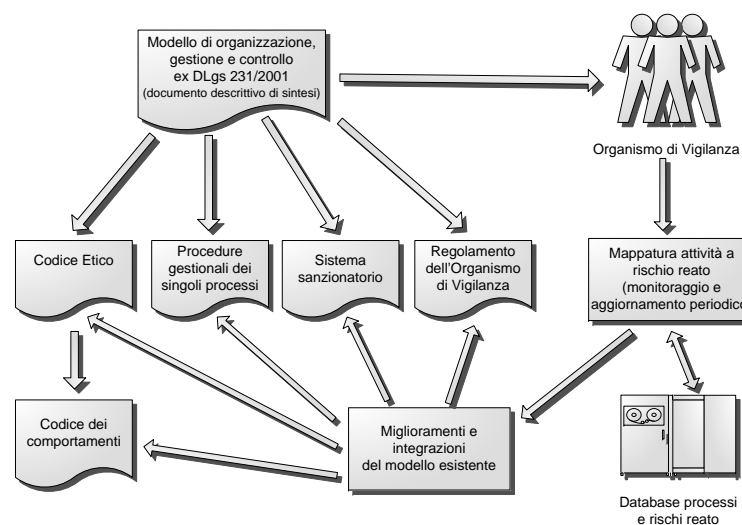 Modello di organizzazione,
gestione e controllo
ex DLgs 231/2001
(documento descrittivo di sintesi)
Organismo di Vigilanza
Codice Etico
Procedure
gestionali dei
singoli processi
Sistema
sanzionatorio
Regolamento
dell'Organismo
di Vigilanza
Mappatura attività a
rischio reato
(monitoraggio e
aggiornamento periodico
Codice dei
comportamenti
Miglioramenti e
integrazioni
del modello esistente
Database processi
e rischi reato